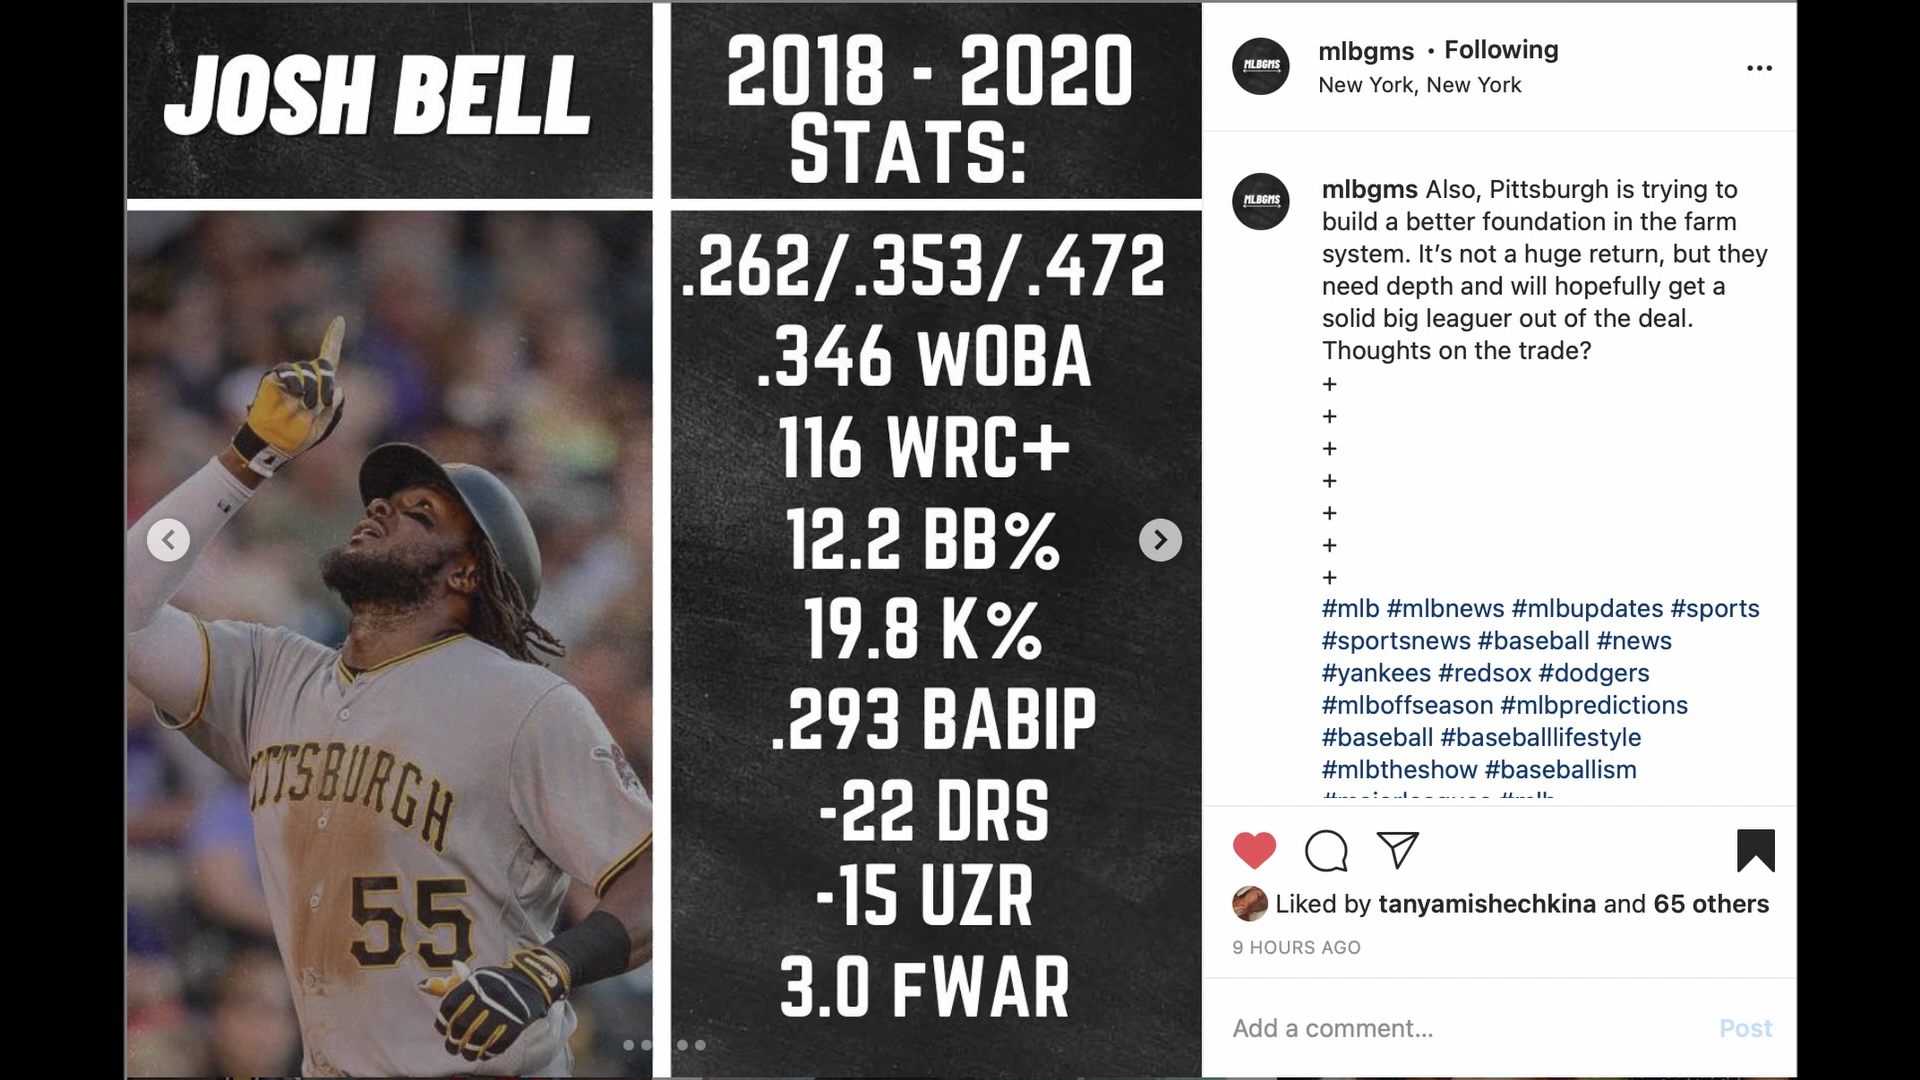 JOSH BELL
2018 - 2020
STATS:
.262/.353/.472
.346 wOBA
116 WRC+
12.2 BB%
19.8 K%
.293 BABIP
-22 DRS
-15 UZR
3.0 FWAR
PITTSBURGH
55
MLBGMS
mlbgms • Following
New York, New York
MLBGMS
mlbgms Also, Pittsburgh is trying to
build a better foundation in the farm
system. It’s not a huge return, but they
need depth and will hopefully get a
solid big leaguer out of the deal.
Thoughts on the trade?
+
+
+
+
+
+
+
#mlb #mlbnews #mlbupdates #sports
#sportsnews #baseball #news
#yankees #redsox #dodgers
#mlboffseason #mlbpredictions
#baseball #baseballlifestyle
#mlbtheshow #baseballism
#majorleagues #mlb
Liked by tanyamishechkina and 65 others
9 HOURS AGO
Add a comment...
Post